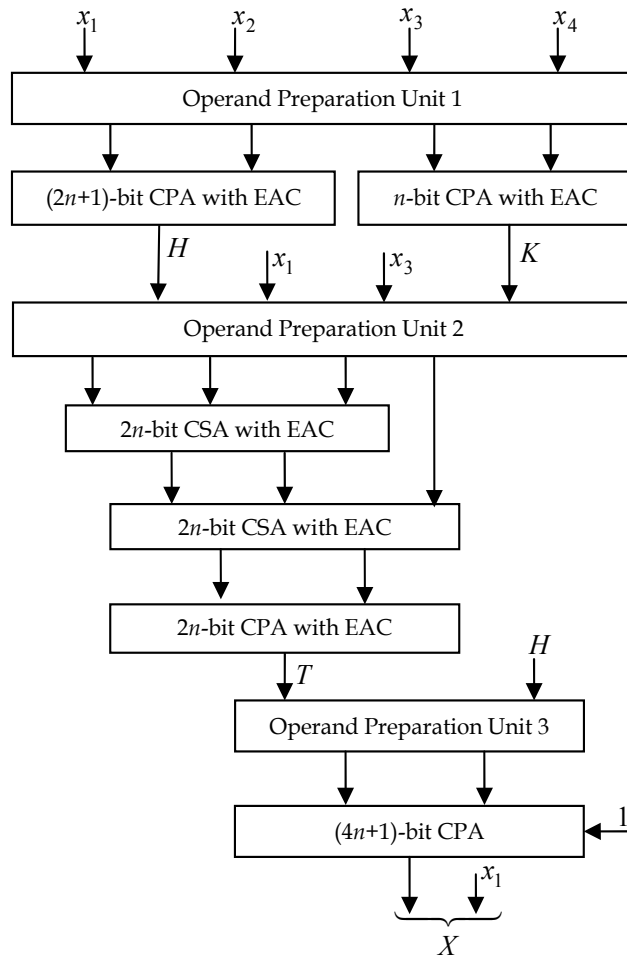 x1 x2 x3 x4
Operand Preparation Unit 1
(2n+1)-bit CPA with EAC n-bit CPA with EAC
H x1 x3 K
Operand Preparation Unit 2
2n-bit CSA with EAC
2n-bit CSA with EAC
2n-bit CPA with EAC
T H
Operand Preparation Unit 3
(4n+1)-bit CPA 1
x1
X